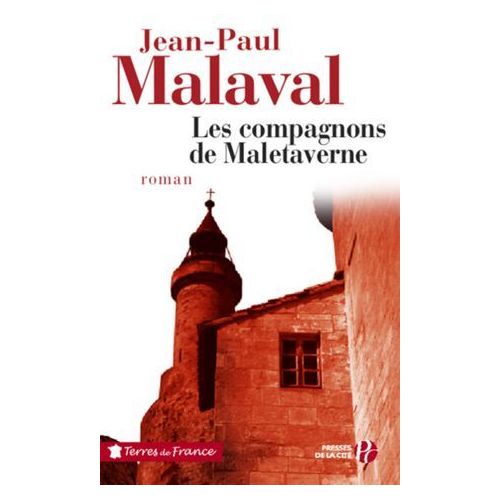 Jean-Paul
Malaval
Les compagnons
de Maletaverne
roman
Terres de France
PRESSES
DE LA CITÉ